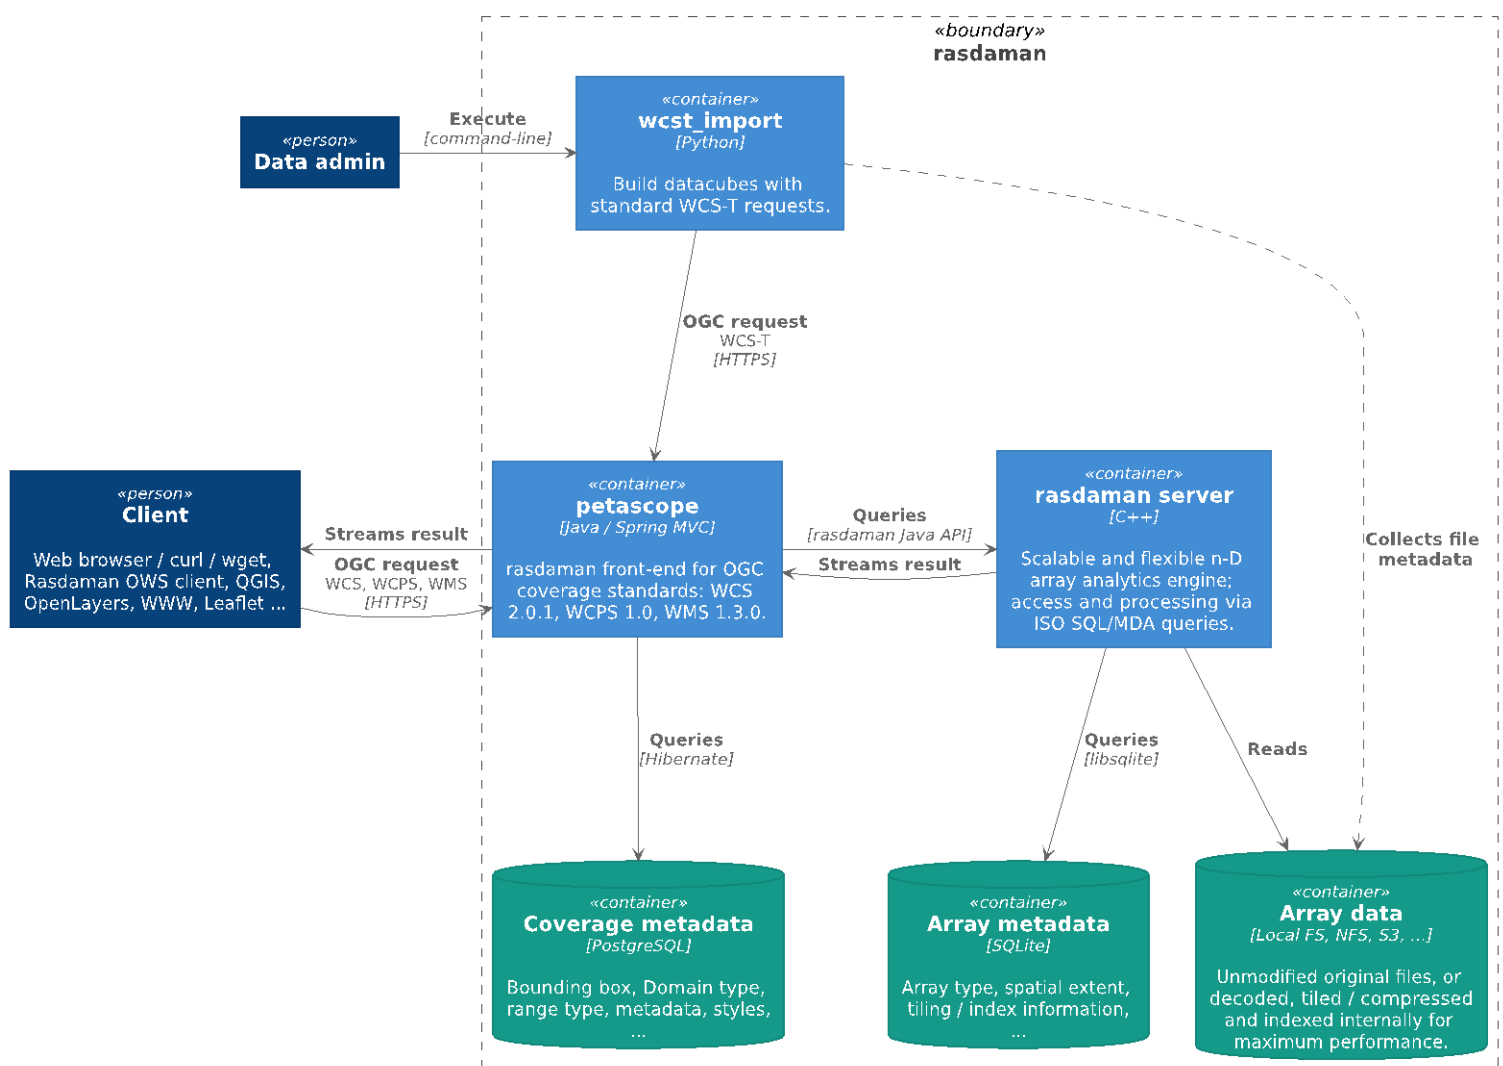 «boundary»
rasdaman
«container»
wcst_import
[Python]
Build datacubes with
standard WCS-T requests.
«person»
Data admin
Execute
[command-line]
OGC request
WCS-T
[HTTPS]
«person»
Client
Web browser / curl / wget,
Rasdaman OWS client, QGIS,
OpenLayers, WWW, Leaflet ...
Streams result
OGC request
WCS, WCPS, WMS
[HTTPS]
«container»
petascope
[Java / Spring MVC]
rasdaman front-end for OGC
coverage standards: WCS
2.0.1, WCPS 1.0, WMS 1.3.0.
Queries
[rasdaman Java API]
Streams result
«container»
rasdaman server
[C++]
Scalable and flexible n-D
array analytics engine;
access and processing via
ISO SQL/MDA queries.
Collects file
metadata
Queries
[Hibernate]
Queries
[libsqlite]
Reads
«container»
Coverage metadata
[PostgreSQL]
Bounding box, Domain type,
range type, metadata, styles,
...
«container»
Array metadata
[SQLite]
Array type, spatial extent,
tiling / index information,
...
«container»
Array data
[Local FS, NFS, S3, ...]
Unmodified original files, or
decoded, tiled / compressed
and indexed internally for
maximum performance.